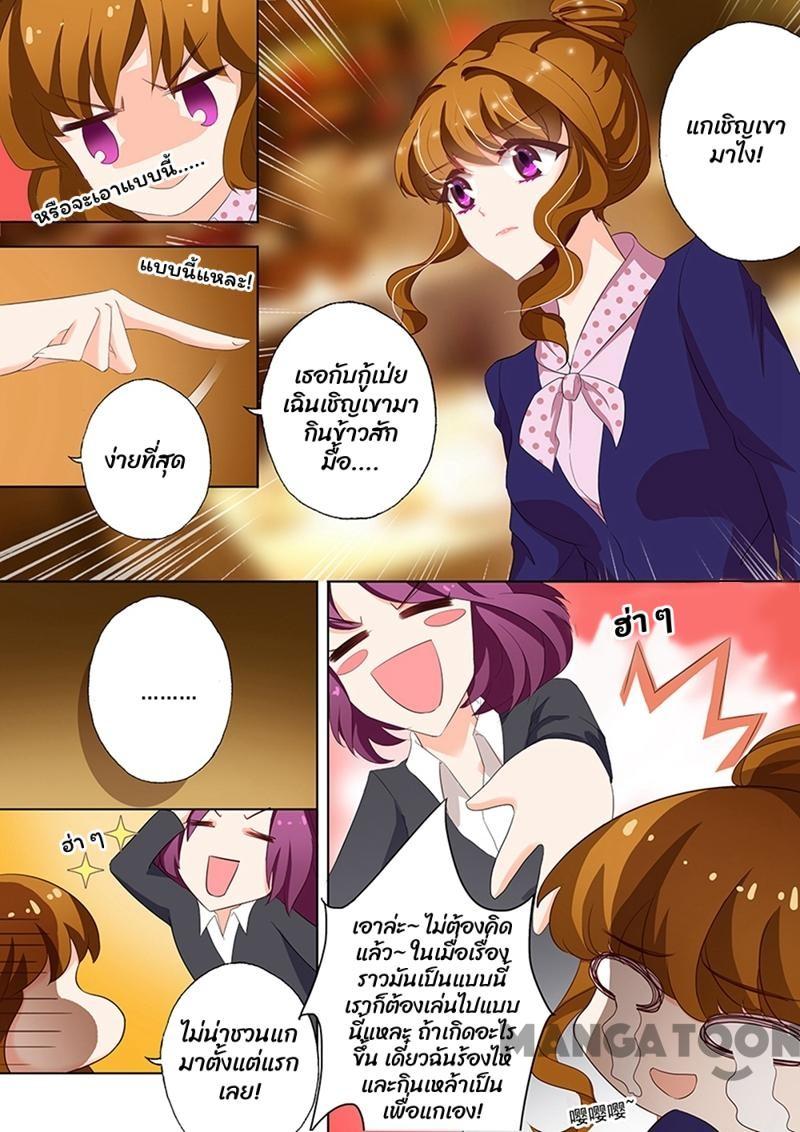 แกเชิญเขา
มาไง!
หรือจะเอาแบบนี้.....
แบบนี้แหละ!
เธอกับกู้เป่ย
เฉินเชิญเขามา
กินข้าวสัก
มื้อ....
ง่ายที่สุด
.........
ฮ่า ๆ
ฮ่า ๆ
เอาล่ะ~ ไม่ต้องคิด
แล้ว~ ในเมื่อเรื่อง
ราวมันเป็นแบบนี้
เราก็ต้องเล่นไปแบบ
นี้แหละ ถ้าเกิดอะไร
ขึ้น เดี๋ยวฉันร้องไห้
และกินเหล้าเป็น
เพื่อแกเอง!
ไม่น่าชวนแก
มาตั้งแต่แรก
เลย!
MANGATOON
嘤嘤嘤~